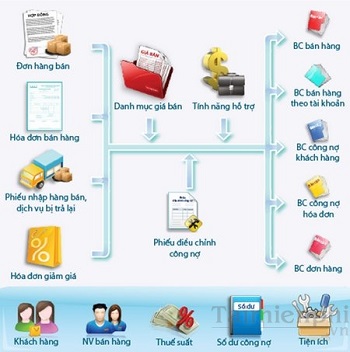 HỢP ĐỒNG
Đơn hàng bán
Hóa đơn bán hàng
Phiếu nhập hàng bán,
dịch vụ bị trả lại
Hóa đơn giảm giá
GIÁ BÁN
Danh mục giá bán
Tính năng hỗ trợ
Phiếu điều chỉnh
công nợ
BC bán hàng
BC bán hàng
theo tài khoản
BC công nợ
khách hàng
BC công nợ
hóa đơn
BC đơn hàng
Khách hàng
NV bán hàng
Thuế suất
Số dư
Số dư công nợ
Tiện ích